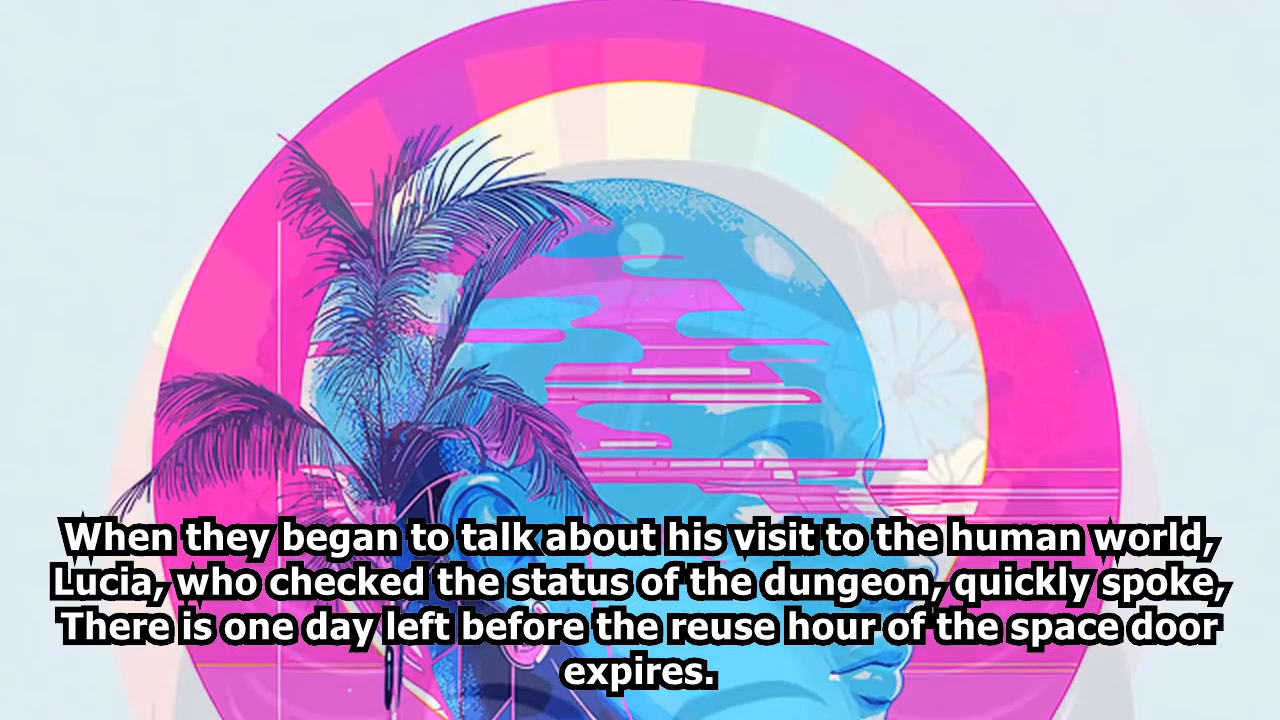 When they began to talk about his visit to the human world,
Lucia, who checked the status of the dungeon, quickly spoke,
There is one day left before the reuse hour of the space door
expires.